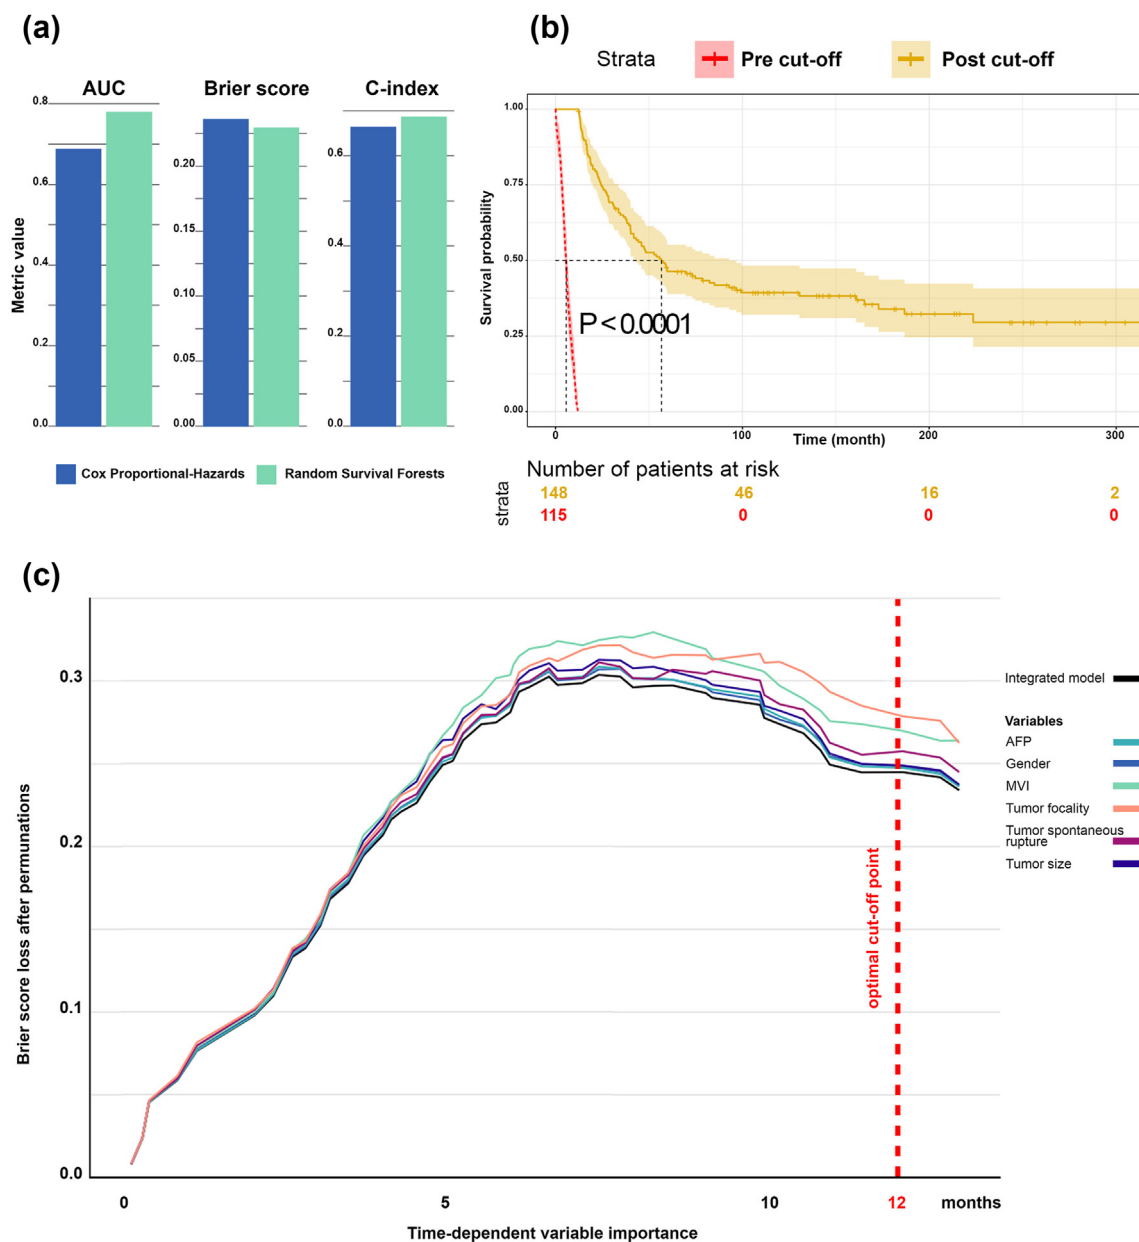 (a)
AUC
Brier score
C-index
Metric value
0.8
0.6
0.4
0.2
0.0
0.20
0.15
0.10
0.05
0.00
0.6
0.4
0.2
0.0
Cox Proportional-Hazards
Random Survival Forests
(b)
Strata
Pre cut-off
Post cut-off
Survival probability
1.00
0.75
0.50
0.25
0.00
P < 0.0001
0
100
200
300
Time (month)
Number of patients at risk
strata
148 46 16 2
115 0 0 0
(c)
Brier score loss after permunations
0.3
0.2
0.1
0.0
optimal cut-off point
Integrated model
Variables
AFP
Gender
MVI
Tumor focality
Tumor spontaneous
rupture
Tumor size
0 5 10 12 months
Time-dependent variable importance